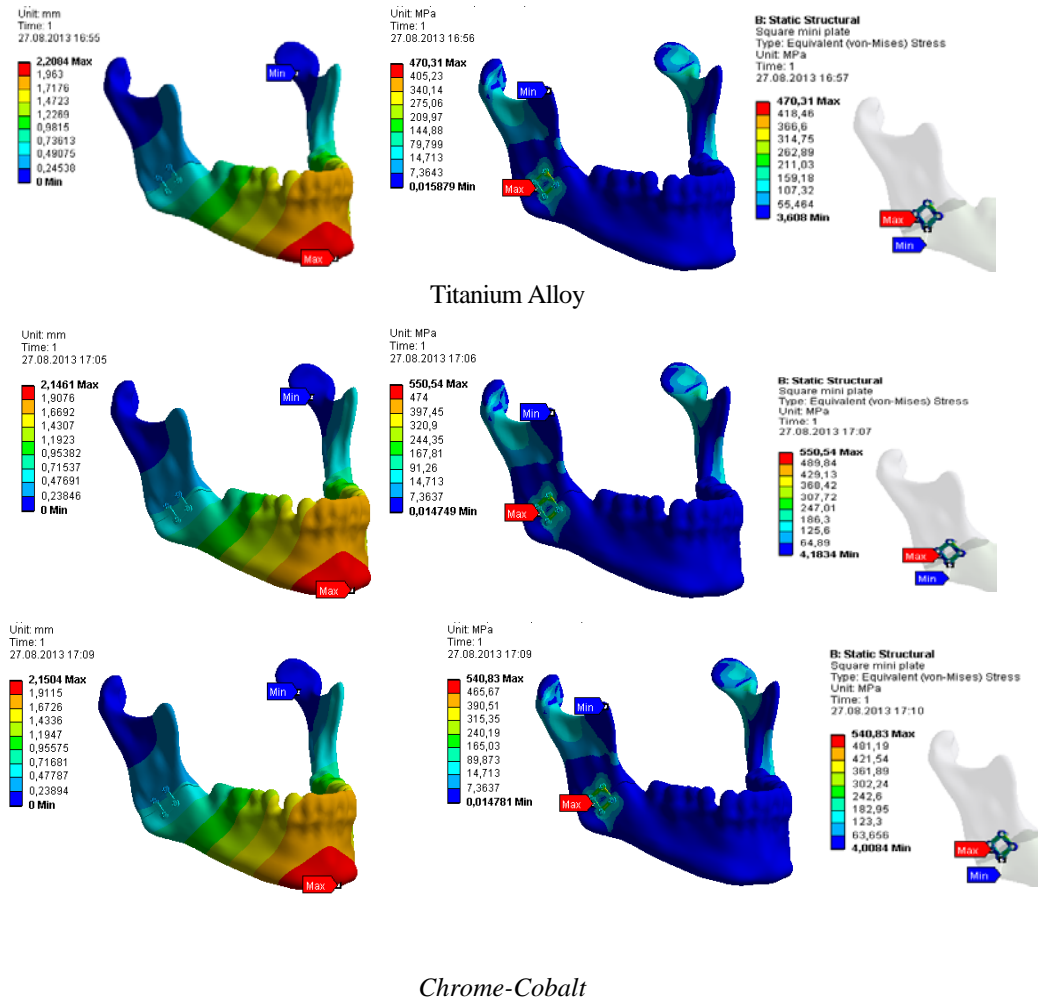 Unit: mm
Time: 1
27.08.2013 16:55
2,2084 Max
1,963
1,7176
1,4723
1,2269
0,9815
0,73613
0,49075
0,24538
0 Min
Min
Max
Unit: MPa
Time: 1
27.08.2013 16:56
470,31 Max
405,23
340,14
275,06
209,97
144,88
79,799
14,713
7,3643
0,015879 Min
Min
Max
B: Static Structural
Square mini plate
Type: Equivalent (von-Mises) Stress
Unit: MPa
Time: 1
27.08.2013 16:57
470,31 Max
418,46
366,6
314,75
262,89
211,03
159,18
107,32
55,464
3,608 Min
Max
Min
Titanium Alloy
Unit: mm
Time: 1
27.08.2013 17:05
2,1461 Max
1,9076
1,6692
1,4307
1,1923
0,95382
0,71537
0,47691
0,23846
0 Min
Min
Max
Unit: MPa
Time: 1
27.08.2013 17:06
550,54 Max
474
397,45
320,9
244,35
167,81
91,26
14,713
7,3637
0,014749 Min
Min
Max
B: Static Structural
Square mini plate
Type: Equivalent (von-Mises) Stress
Unit: MPa
Time: 1
27.08.2013 17:07
550,54 Max
489,84
429,13
368,42
307,72
247,01
186,3
125,6
64,89
4,1834 Min
Max
Min
Unit: mm
Time: 1
27.08.2013 17:09
2,1504 Max
1,9115
1,6726
1,4336
1,1947
0,95575
0,71681
0,47787
0,23894
0 Min
Min
Max
Unit: MPa
Time: 1
27.08.2013 17:09
540,83 Max
465,67
390,51
315,35
240,19
165,03
89,873
14,713
7,3637
0,014781 Min
Min
Max
B: Static Structural
Square mini plate
Type: Equivalent (von-Mises) Stress
Unit: MPa
Time: 1
27.08.2013 17:10
540,83 Max
481,19
421,54
361,89
302,24
242,6
182,95
123,3
63,656
4,0084 Min
Max
Min
Chrome-Cobalt